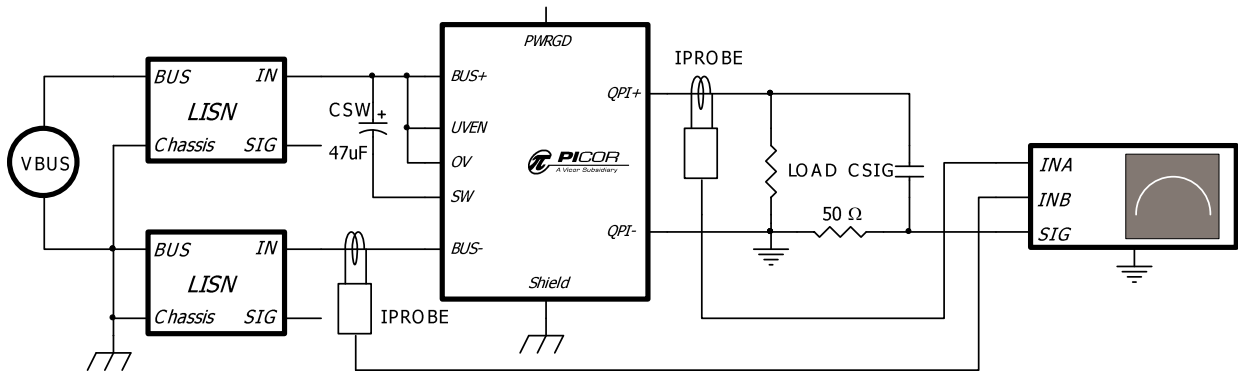 PWRGD
IPROBE
BUS IN
LISN
Chassis SIG
CSW +
47uF
BUS+
QPI+
UVEN
OV
SW
PICOR
A Vicor Subsidiary
VBUS
LOAD CSIG
INA
INB
SIG
50 Ω
QPI-
BUS IN
LISN
Chassis SIG
BUS-
IPROBE
Shield